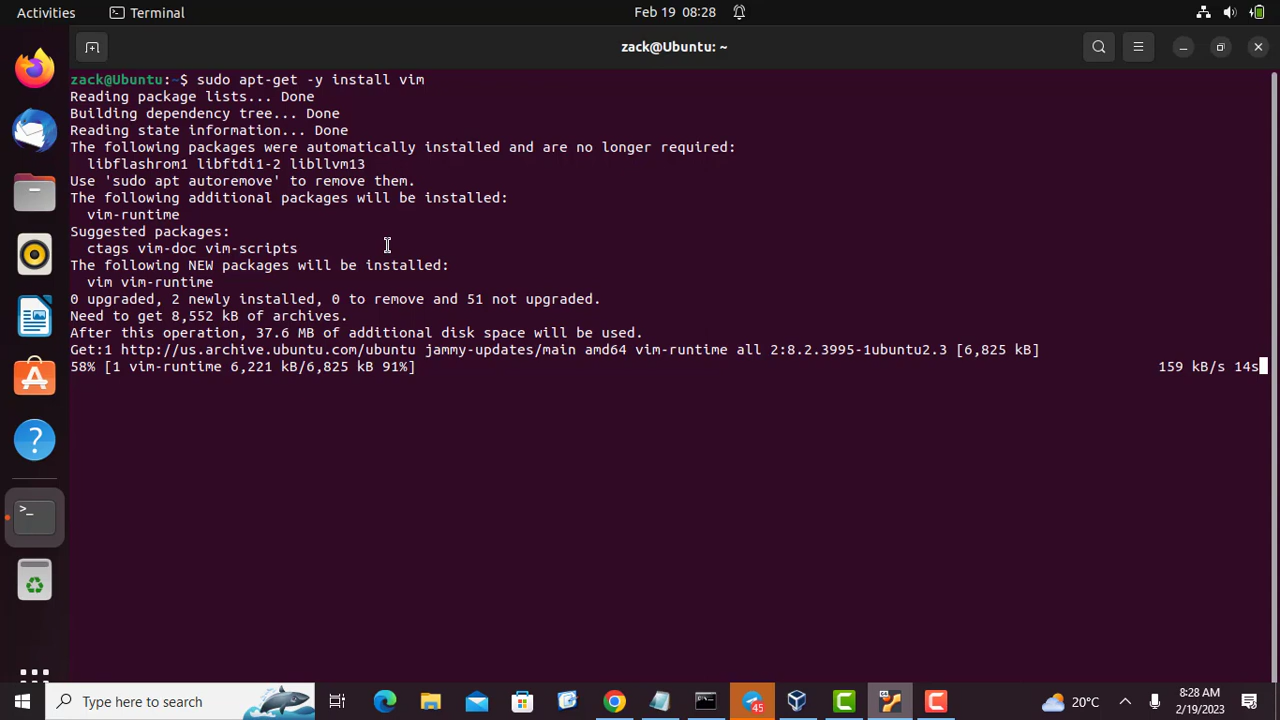 Activities Terminal Feb 19 08:28
zack@Ubuntu: ~
zack@Ubuntu:~$ sudo apt-get -y install vim
Reading package lists... Done
Building dependency tree... Done
Reading state information... Done
The following packages were automatically installed and are no longer required:
libflashrom1 libftdi1-2 libllvm13
Use 'sudo apt autoremove' to remove them.
The following additional packages will be installed:
vim-runtime
Suggested packages:
ctags vim-doc vim-scripts
The following NEW packages will be installed:
vim vim-runtime
0 upgraded, 2 newly installed, 0 to remove and 51 not upgraded.
Need to get 8,552 kB of archives.
After this operation, 37.6 MB of additional disk space will be used.
Get:1 http://us.archive.ubuntu.com/ubuntu jammy-updates/main amd64 vim-runtime all 2:8.2.3995-1ubuntu2.3 [6,825 kB]
58% [1 vim-runtime 6,221 kB/6,825 kB 91%] 159 kB/s 14s
>_
?
>_
Type here to search 45 20°C 8:28 AM
2/19/2023